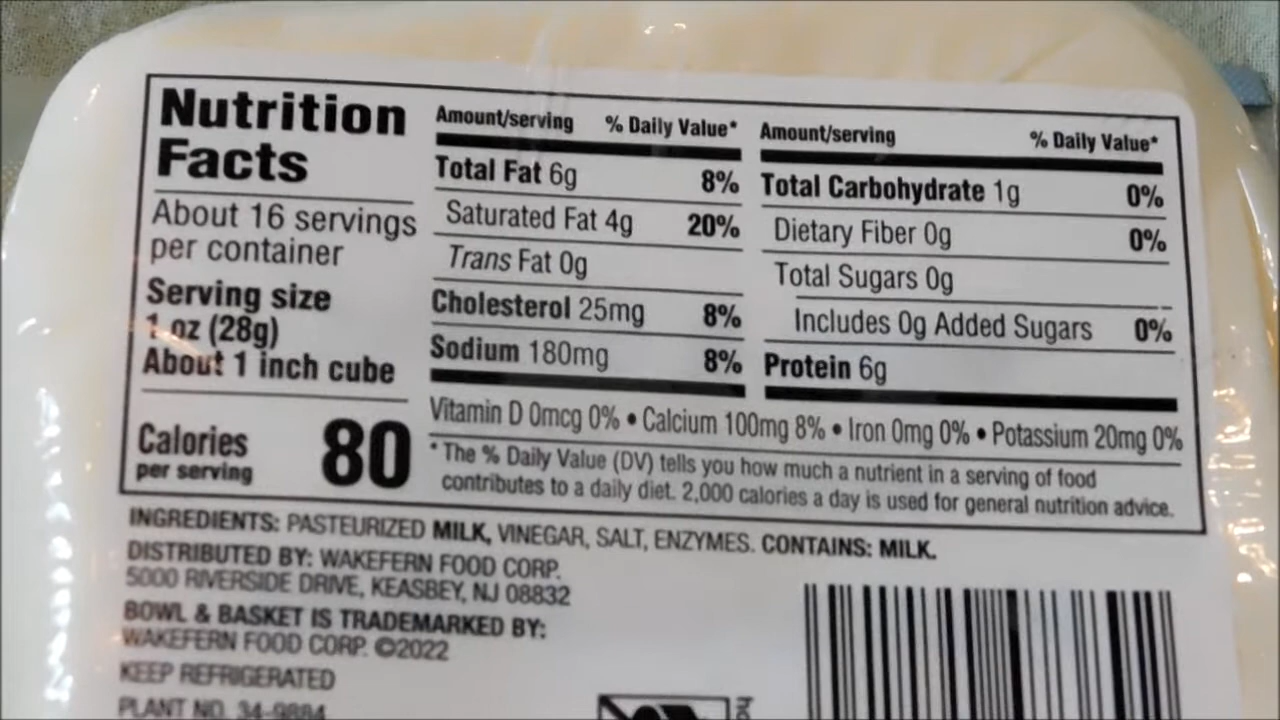 Nutrition
Facts
About 16 servings
per container
Serving size
1 oz (28g)
About 1 inch cube
Calories
per serving
80
Amount/serving % Daily Value*
Total Fat 6g 8%
Saturated Fat 4g 20%
Trans Fat 0g
Cholesterol 25mg 8%
Sodium 180mg 8%
Amount/serving % Daily Value*
Total Carbohydrate 1g 0%
Dietary Fiber 0g 0%
Total Sugars 0g
Includes 0g Added Sugars 0%
Protein 6g
Vitamin D 0mcg 0% • Calcium 100mg 8% • Iron 0mg 0% • Potassium 20mg 0%
* The % Daily Value (DV) tells you how much a nutrient in a serving of food
contributes to a daily diet. 2,000 calories a day is used for general nutrition advice.
INGREDIENTS: PASTEURIZED MILK, VINEGAR, SALT, ENZYMES. CONTAINS: MILK.
DISTRIBUTED BY: WAKEFERN FOOD CORP.
5000 RIVERSIDE DRIVE, KEASBEY, NJ 08832
BOWL & BASKET IS TRADEMARKED BY:
WAKEFERN FOOD CORP. ©2022
KEEP REFRIGERATED
PLANT NO. 34-9884